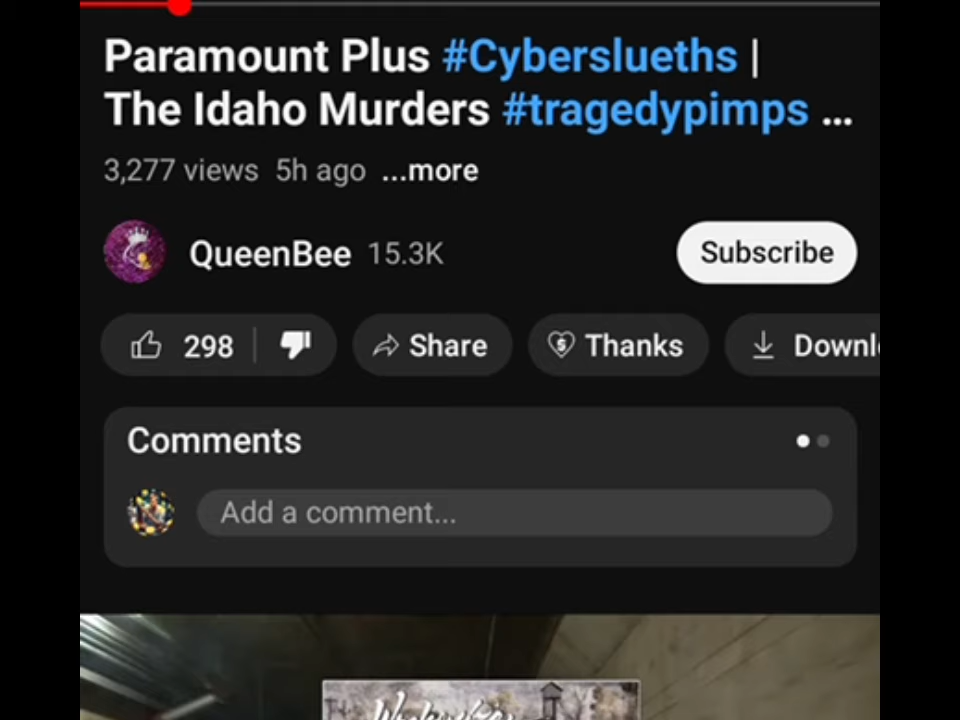 Paramount Plus #Cyberslueths |
The Idaho Murders #tragedypimps ...
3,277 views 5h ago ...more
QueenBee 15.3K Subscribe
298 Share Thanks Downl
Comments
Add a comment...